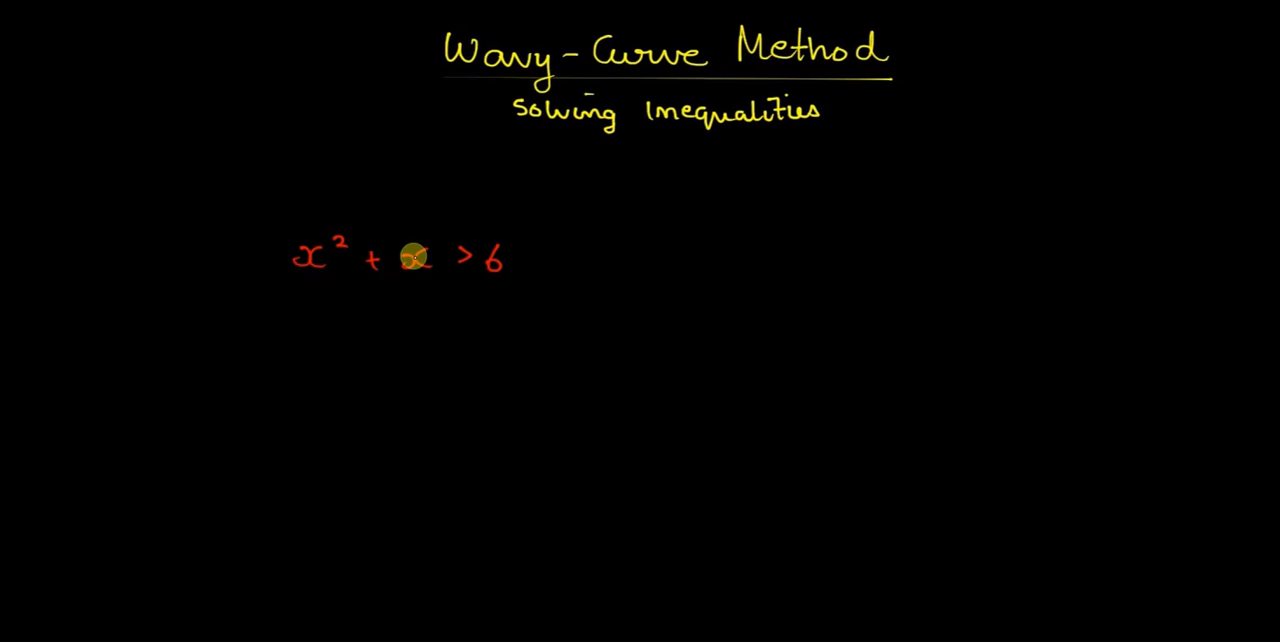 Wavy-Curve Method
Solving Inequalities
x² + x > 6